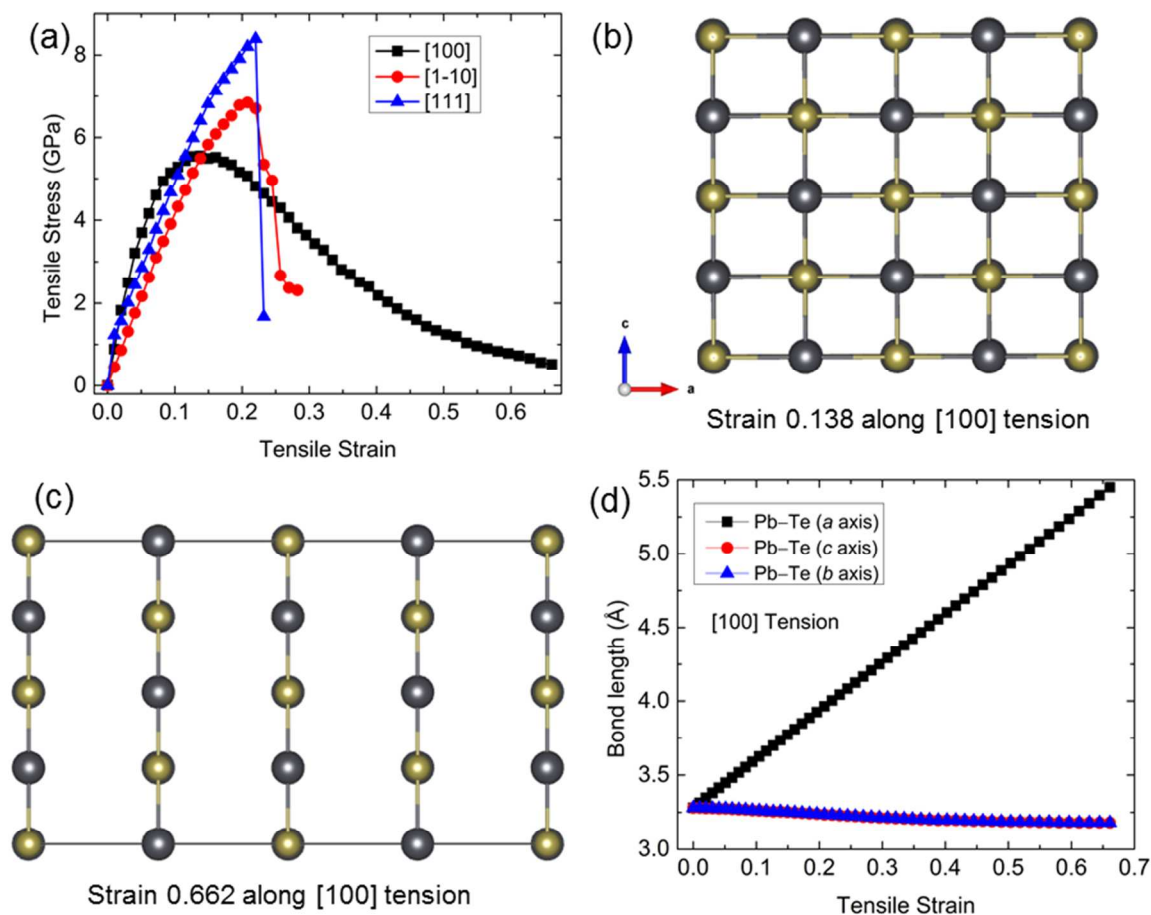 (a)
[100]
[1-10]
[111]
Tensile Stress (GPa)
8
6
4
2
0
0.0 0.1 0.2 0.3 0.4 0.5 0.6
Tensile Strain
(b)
c
a
Strain 0.138 along [100] tension
(c)
Strain 0.662 along [100] tension
(d)
Pb–Te (a axis)
Pb–Te (c axis)
Pb–Te (b axis)
[100] Tension
Bond length (Å)
5.5
5.0
4.5
4.0
3.5
3.0
0.0 0.1 0.2 0.3 0.4 0.5 0.6 0.7
Tensile Strain